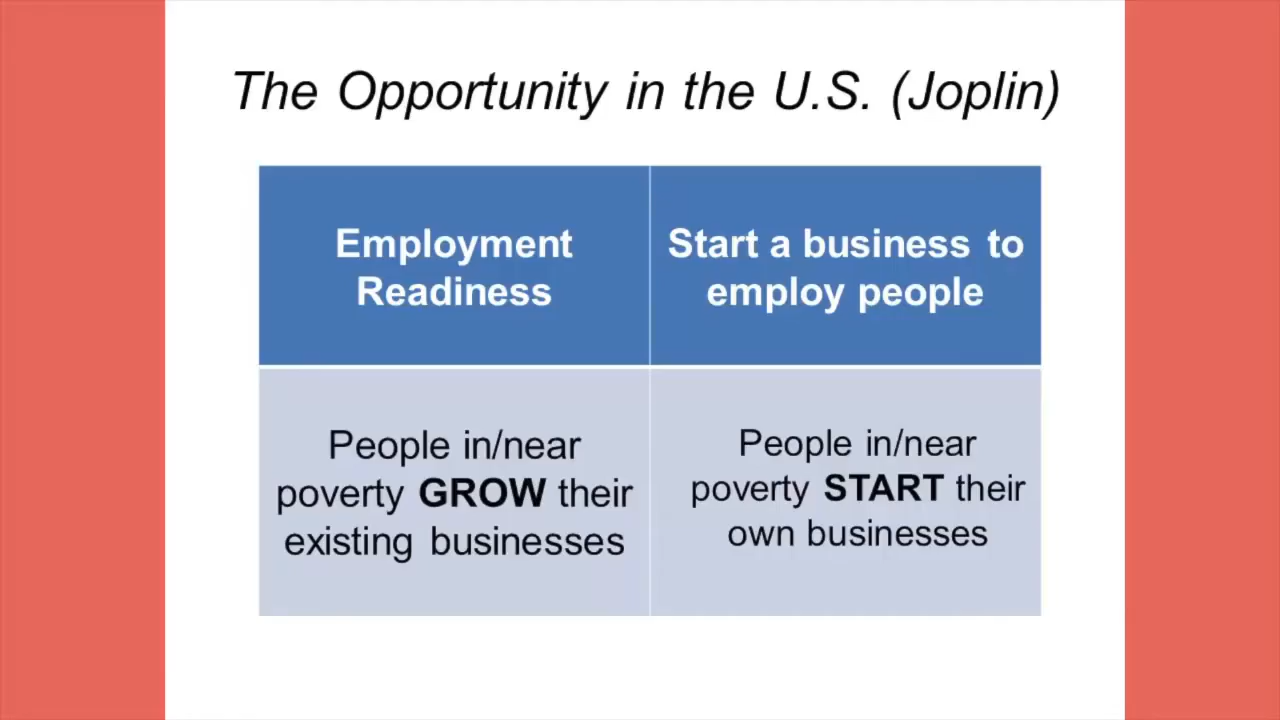 The Opportunity in the U.S. (Joplin)
Employment
Readiness
Start a business to
employ people
People in/near
poverty GROW their
existing businesses
People in/near
poverty START their
own businesses